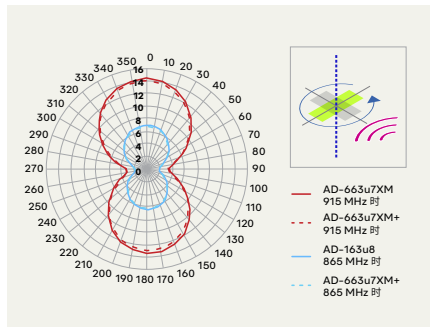 350 0 10
340 20
330 30
320 40
310 50
300 60
290 70
280 80
270 90
260 100
250 110
240 120
230 130
220 140
210 150
200 160
190 180 170
16
14
12
10
8
6
4
2
0
AD-663u7XM
915 MHz 时
AD-663u7XM+
915 MHz 时
AD-163u8
865 MHz 时
AD-663u7XM+
865 MHz 时